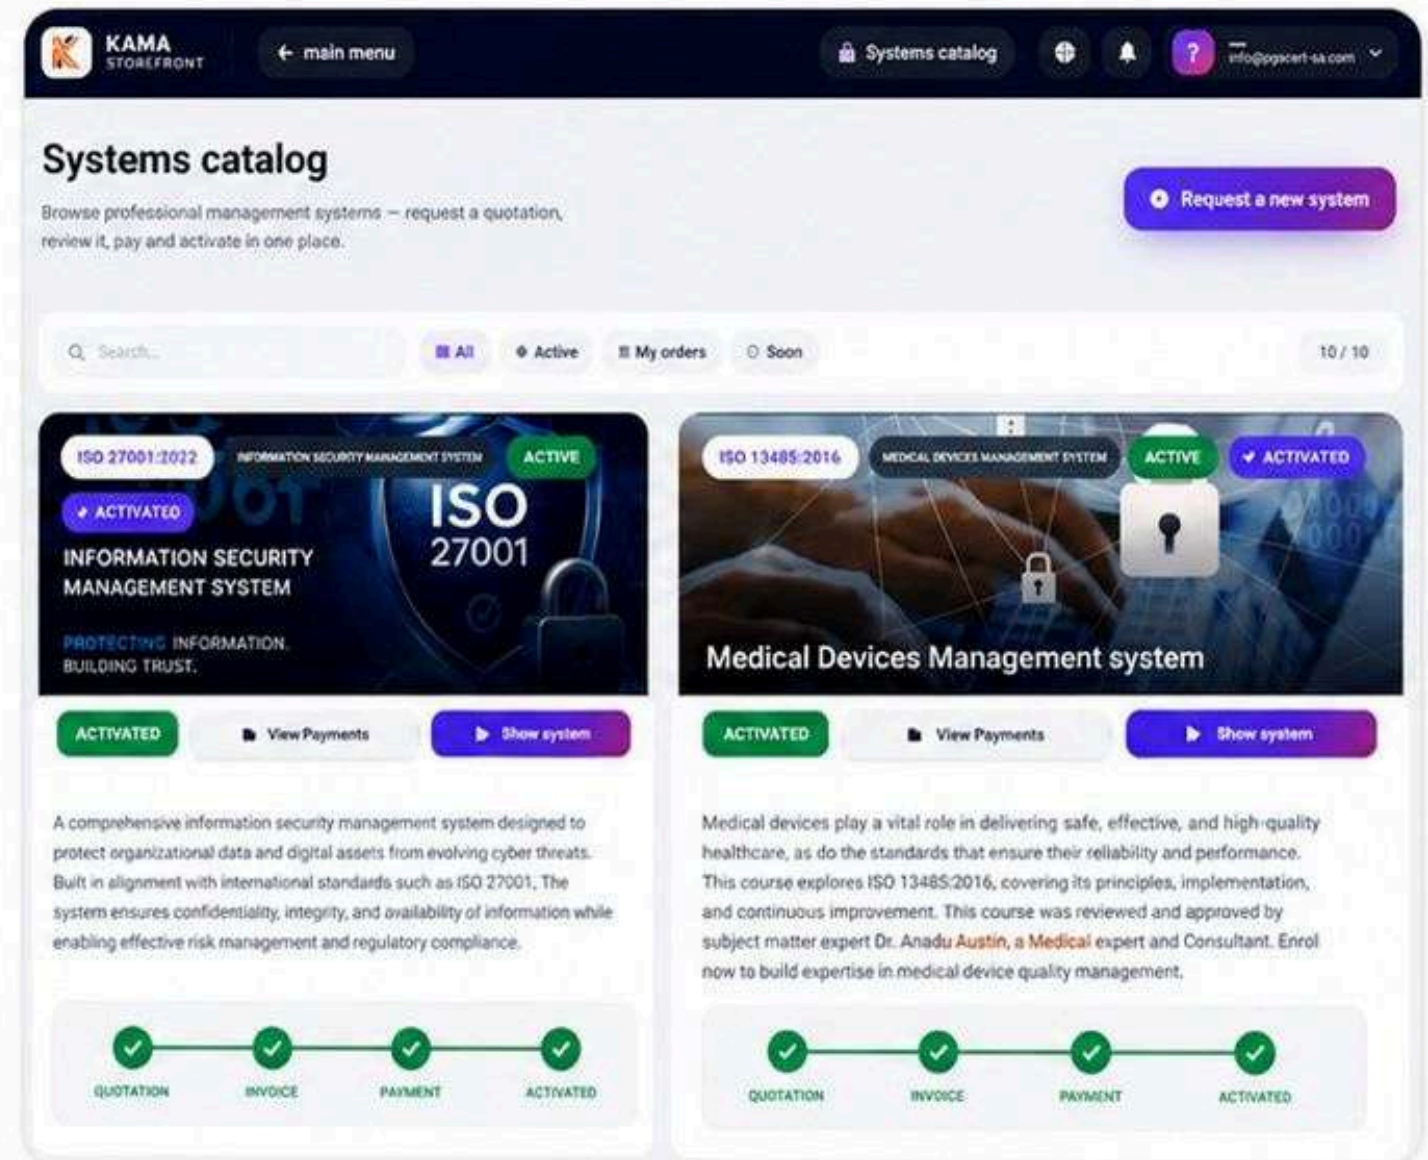 KAMA
STOREFRONT
← main menu
Systems catalog
?
info@pgscert-sa.com
Systems catalog
Request a new system
Browse professional management systems — request a quotation,
review it, pay and activate in one place.
Search...
All
Active
My orders
Soon
10 / 10
ISO 27001:2022
INFORMATION SECURITY MANAGEMENT SYSTEM
ACTIVE
ACTIVATED
ISO
27001
INFORMATION SECURITY
MANAGEMENT SYSTEM
PROTECTING INFORMATION.
BUILDING TRUST.
ACTIVATED
View Payments
Show system
A comprehensive information security management system designed to
protect organizational data and digital assets from evolving cyber threats.
Built in alignment with international standards such as ISO 27001, The
system ensures confidentiality, integrity, and availability of information while
enabling effective risk management and regulatory compliance.
QUOTATION
INVOICE
PAYMENT
ACTIVATED
ISO 13485:2016
MEDICAL DEVICES MANAGEMENT SYSTEM
ACTIVE
ACTIVATED
Medical Devices Management system
ACTIVATED
View Payments
Show system
Medical devices play a vital role in delivering safe, effective, and high-quality
healthcare, as do the standards that ensure their reliability and performance.
This course explores ISO 13485:2016, covering its principles, implementation,
and continuous improvement. This course was reviewed and approved by
subject matter expert Dr. Anadu Austin, a Medical expert and Consultant. Enrol
now to build expertise in medical device quality management.
QUOTATION
INVOICE
PAYMENT
ACTIVATED